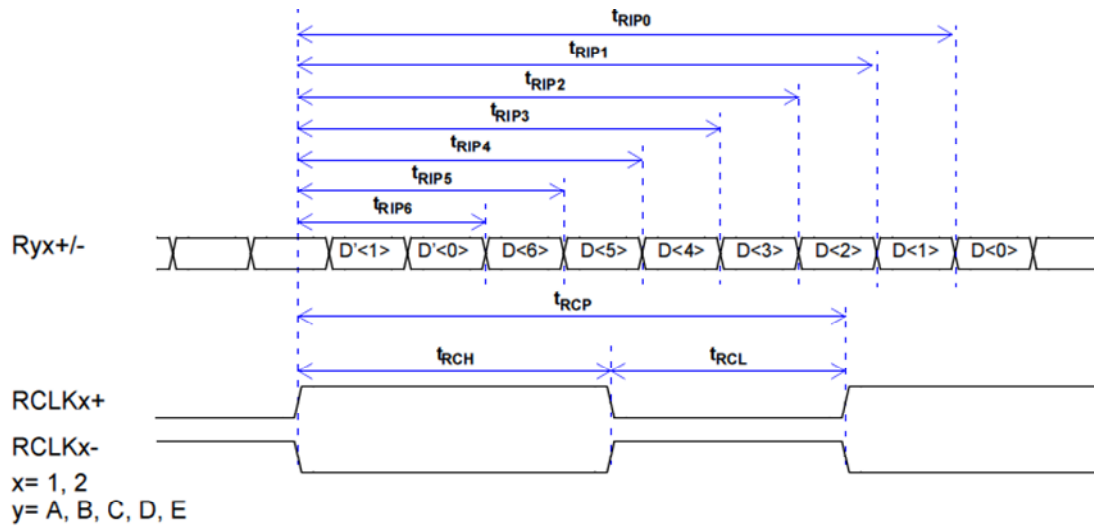 tRIP0
tRIP1
tRIP2
tRIP3
tRIP4
tRIP5
tRIP6
Ryx+/- D'<1> D'<0> D<6> D<5> D<4> D<3> D<2> D<1> D<0>
tRCP
tRCH tRCL
RCLKx+
RCLKx-
x= 1, 2
y= A, B, C, D, E